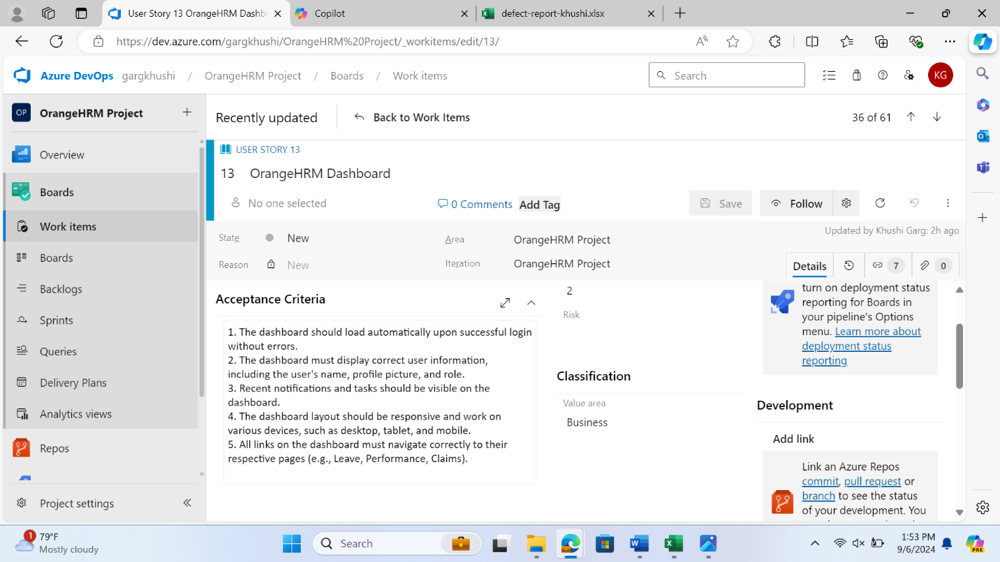 User Story 13 OrangeHRM Dashb
Copilot
defect-report-khushi.xlsx
https://dev.azure.com/gargkhushi/OrangeHRM%20Project/_workitems/edit/13/
Azure DevOps gargkhushi / OrangeHRM Project / Boards / Work items
Search
KG
OP OrangeHRM Project
Overview
Boards
Work items
Boards
Backlogs
Sprints
Queries
Delivery Plans
Analytics views
Repos
Project settings
Recently updated
Back to Work Items
36 of 61
USER STORY 13
13 OrangeHRM Dashboard
No one selected
0 Comments
Add Tag
Save
Follow
State New
Area OrangeHRM Project
Updated by Khushi Garg: 2h ago
Reason New
Iteration OrangeHRM Project
Details
7
0
Acceptance Criteria
1. The dashboard should load automatically upon successful login
without errors.
2. The dashboard must display correct user information,
including the user's name, profile picture, and role.
3. Recent notifications and tasks should be visible on the
dashboard.
4. The dashboard layout should be responsive and work on
various devices, such as desktop, tablet, and mobile.
5. All links on the dashboard must navigate correctly to their
respective pages (e.g., Leave, Performance, Claims).
2
Risk
Classification
Value area
Business
turn on deployment status
reporting for Boards in
your pipeline's Options
menu. Learn more about
deployment status
reporting
Development
Add link
Link an Azure Repos
commit, pull request or
branch to see the status
of your development. You
1
79°F
Mostly cloudy
Search
1:53 PM
9/6/2024
PRE